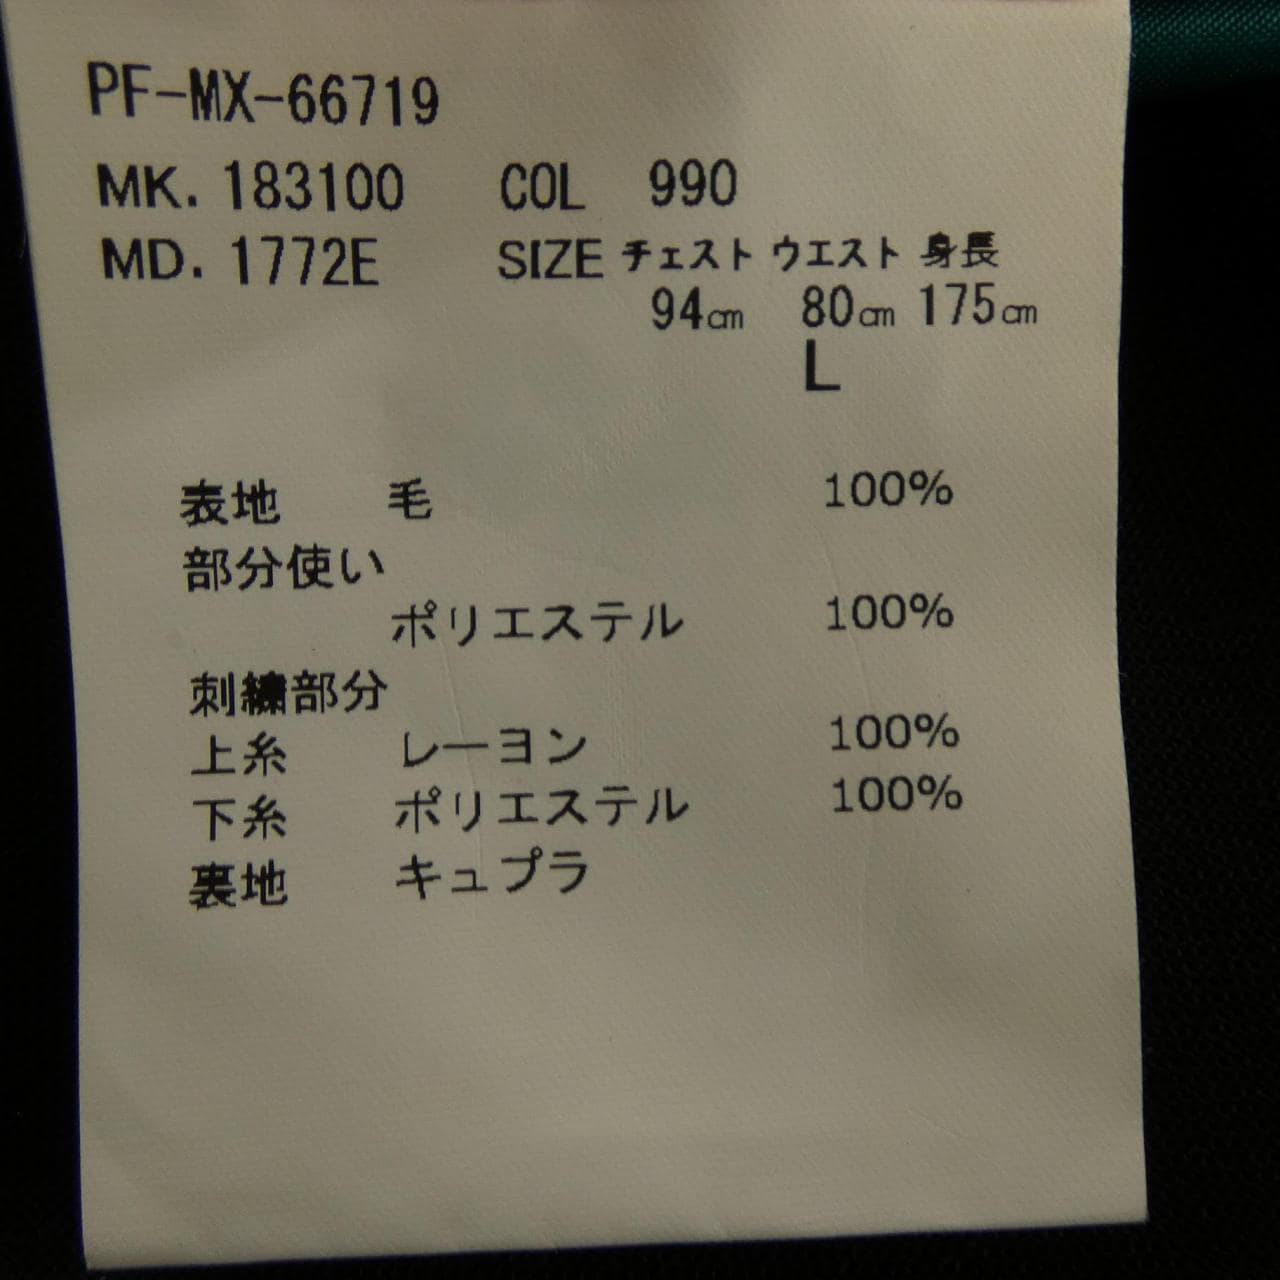 PF-MX-66719
MK. 183100 COL 990
MD. 1772E SIZE チェスト ウエスト 身長
94㎝ 80㎝ 175㎝
L
表地 毛 100%
部分使い
ポリエステル 100%
刺繍部分
上糸 レーヨン 100%
下糸 ポリエステル 100%
裏地 キュプラ